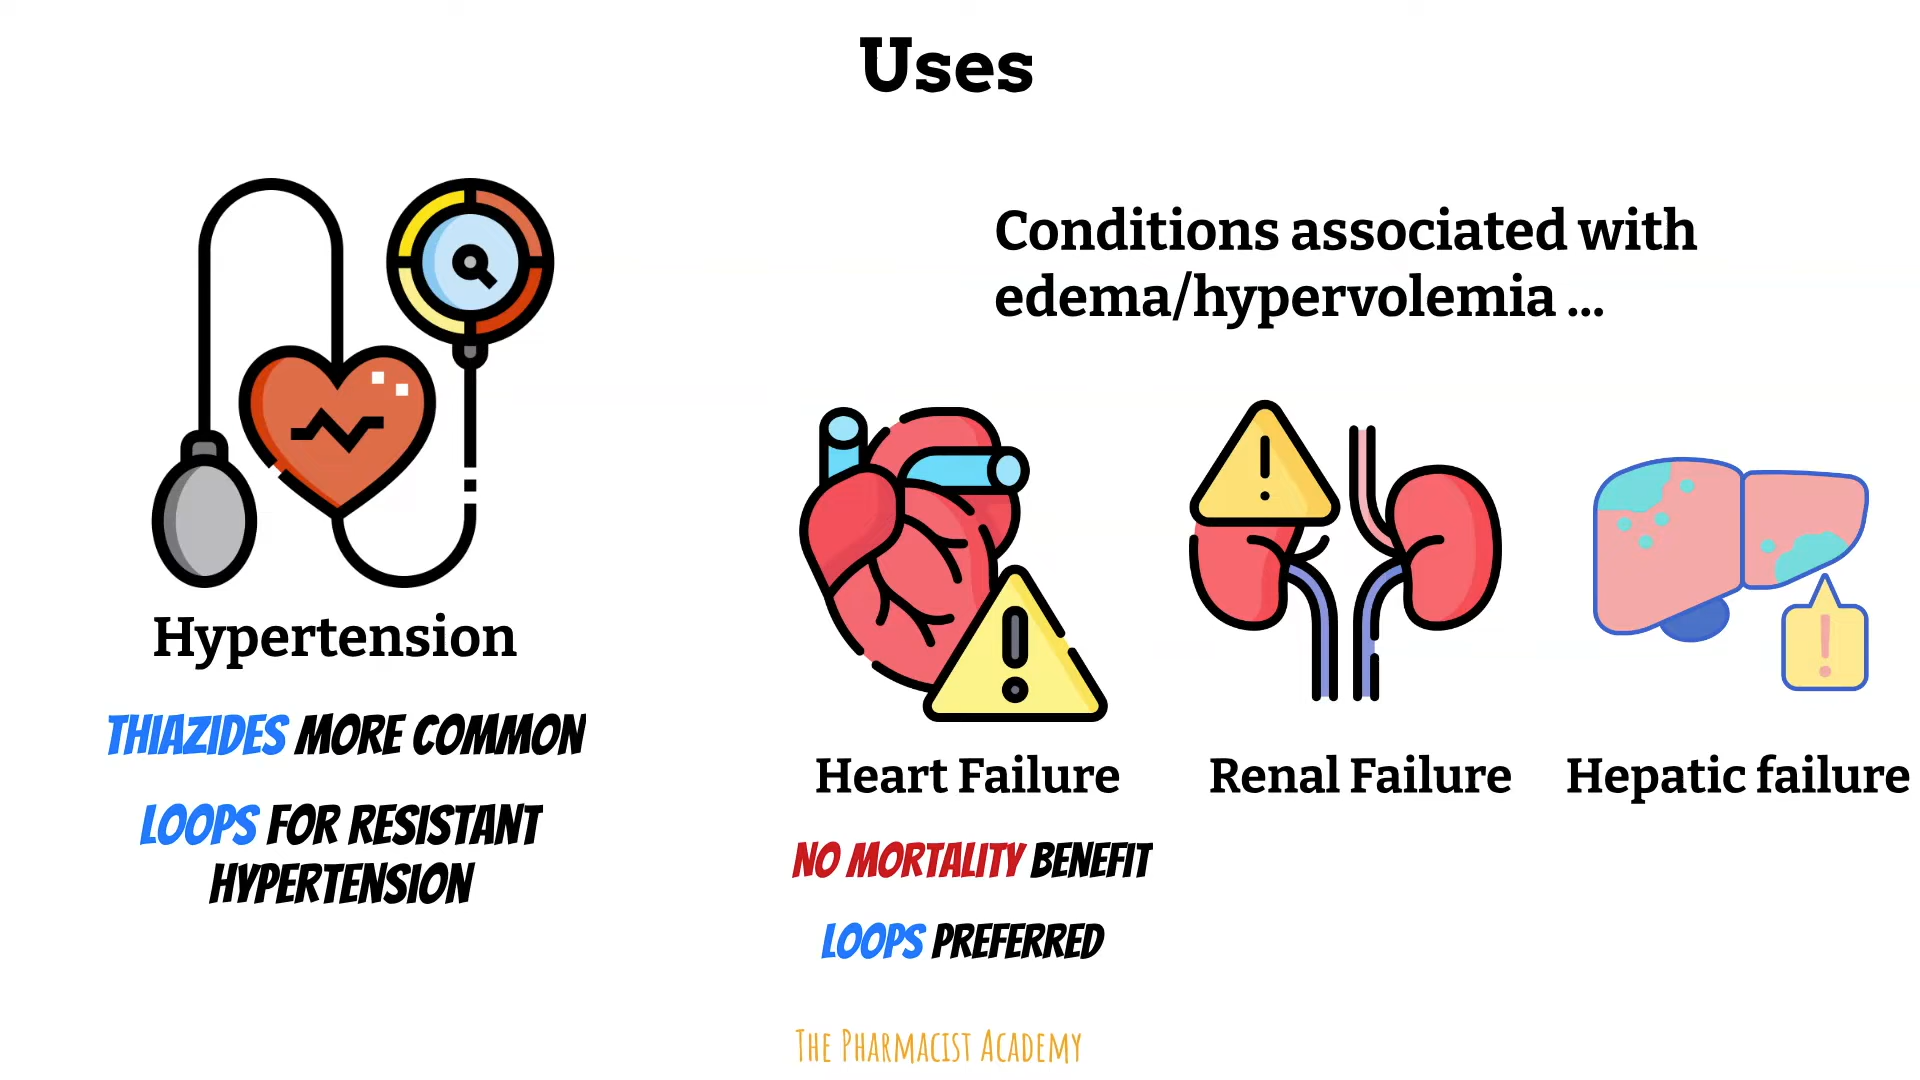 Uses
Conditions associated with
edema/hypervolemia ...
Hypertension
THIAZIDES MORE COMMON
LOOPS FOR RESISTANT
HYPERTENSION
Heart Failure
NO MORTALITY BENEFIT
LOOPS PREFERRED
Renal Failure
Hepatic failure
The Pharmacist Academy